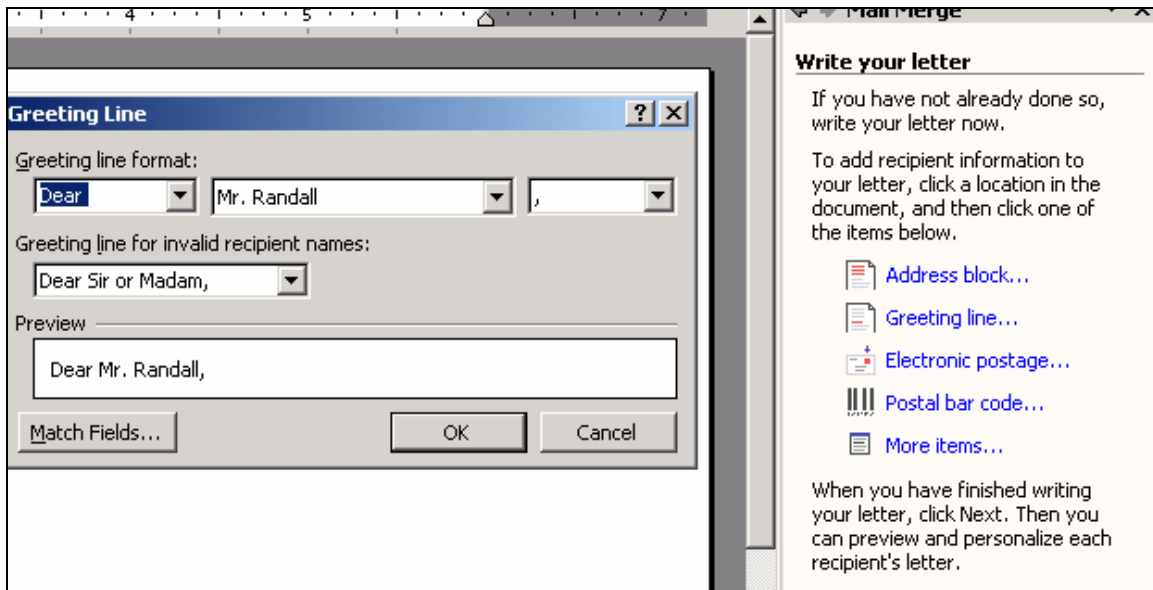 4 5 7
Mail Merge
Write your letter
If you have not already done so,
write your letter now.
To add recipient information to
your letter, click a location in the
document, and then click one of
the items below.
Address block...
Greeting line...
Electronic postage...
Postal bar code...
More items...
When you have finished writing
your letter, click Next. Then you
can preview and personalize each
recipient's letter.
Greeting Line
?
Greeting line format:
Dear Mr. Randall ,
Greeting line for invalid recipient names:
Dear Sir or Madam,
Preview
Dear Mr. Randall,
Match Fields... OK Cancel